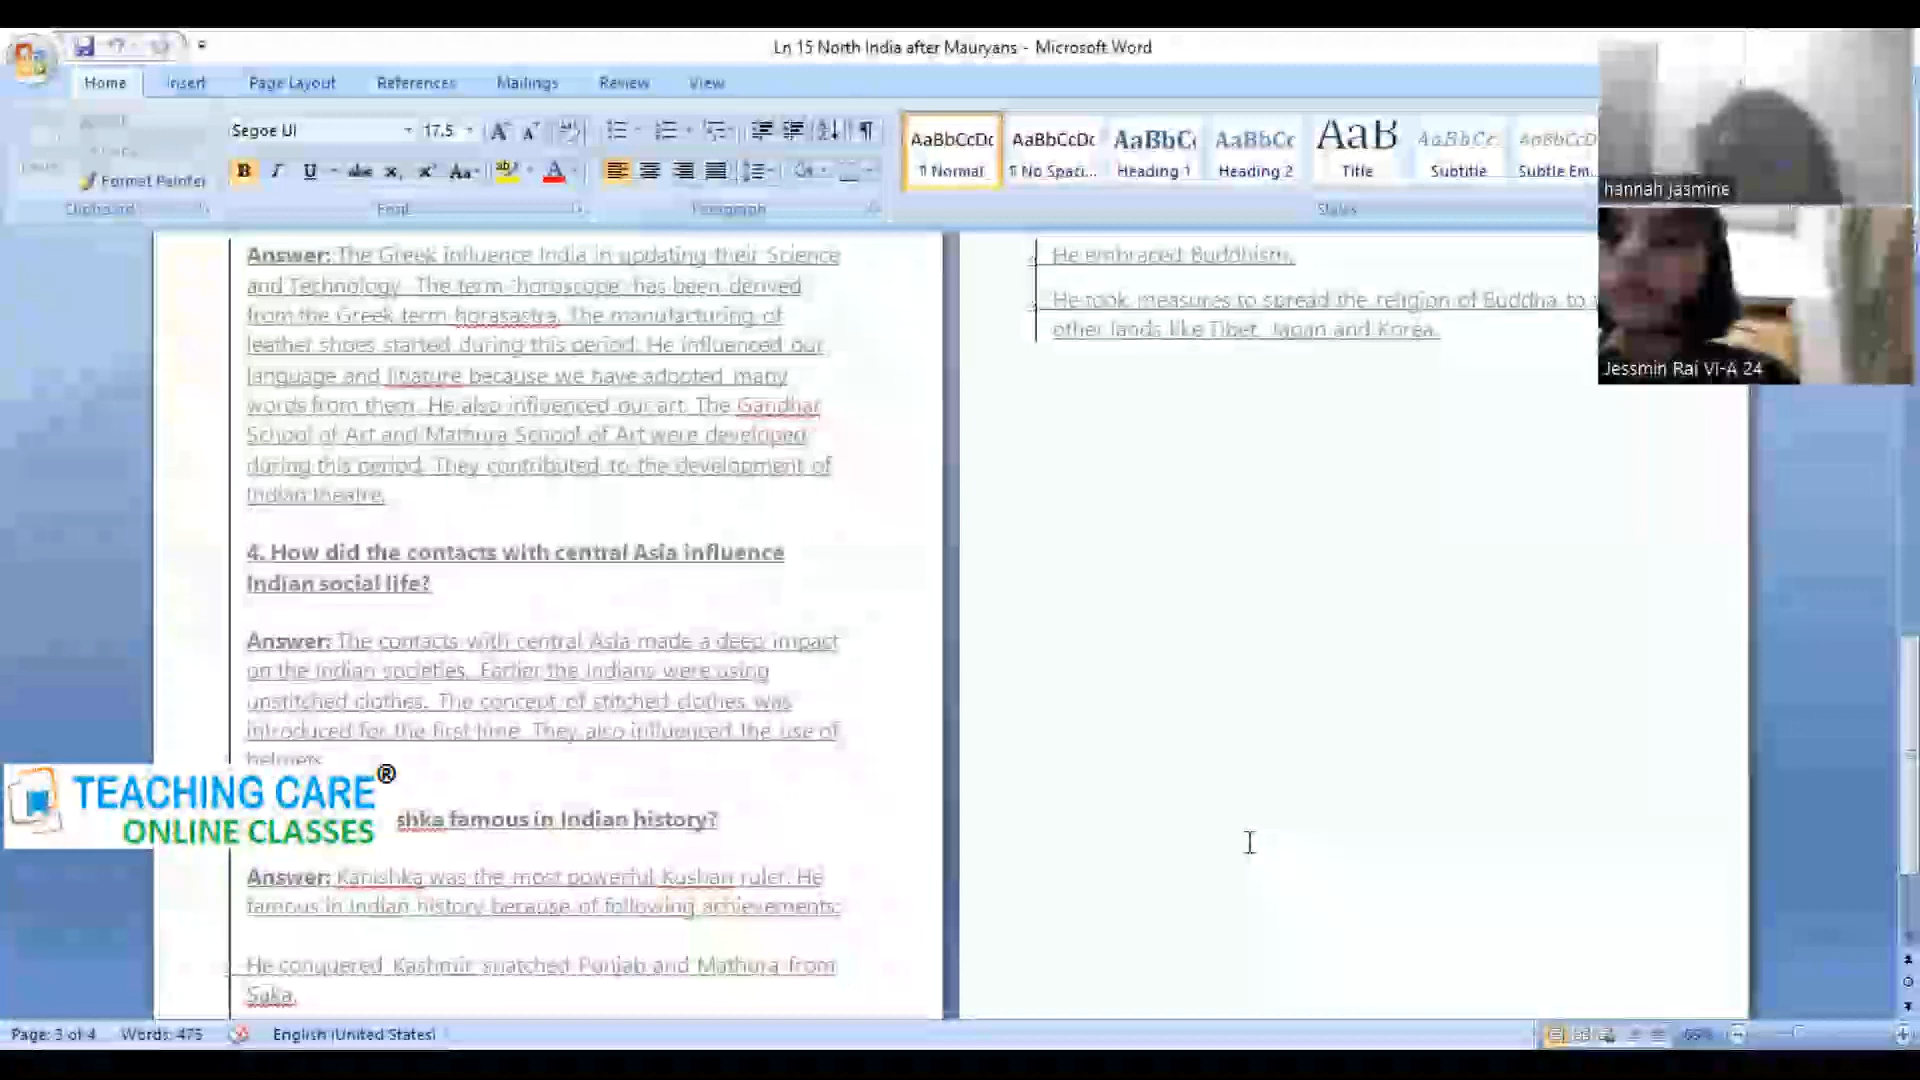 Ln 15 North India after Mauryans - Microsoft Word
Home Insert Page Layout References Mailings Review View
Segoe UI 17.5
Format Painter
AaBbCcDc AaBbCcDc AaBbC AaBbCc AaB AaBbCc. AaBbCcD
¶ Normal ¶ No Spaci... Heading 1 Heading 2 Title Subtitle Subtle Em...
Clipboard Font Paragraph Styles
hannah jasmine
Jessmin Rai VI-A 24
Answer: The Greek influence India in updating their Science
and Technology. The term 'horoscope' has been derived
from the Greek term horasastra. The manufacturing of
leather shoes started during this period. He influenced our
language and litrature because we have adopted many
words from them. He also influenced our art. The Gandhar
School of Art and Mathura School of Art were developed
during this period. They contributed to the development of
Indian theatre.
4. How did the contacts with central Asia influence
Indian social life?
Answer: The contacts with central Asia made a deep impact
on the Indian societies. Earlier the Indians were using
unstitched clothes. The concept of stitched clothes was
introduced for the first time. They also influenced the use of
helmets.
shka famous in Indian history?
Answer: Kanishka was the most powerful Kushan ruler. He
famous in Indian history because of following achievements:
He conquered Kashmir snatched Punjab and Mathura from
Saka.
He embraced Buddhism.
He took measures to spread the religion of Buddha to
other lands like Tibet, Japan and Korea.
TEACHING CARE®
ONLINE CLASSES
Page: 3 of 4 Words: 475 English (United States)